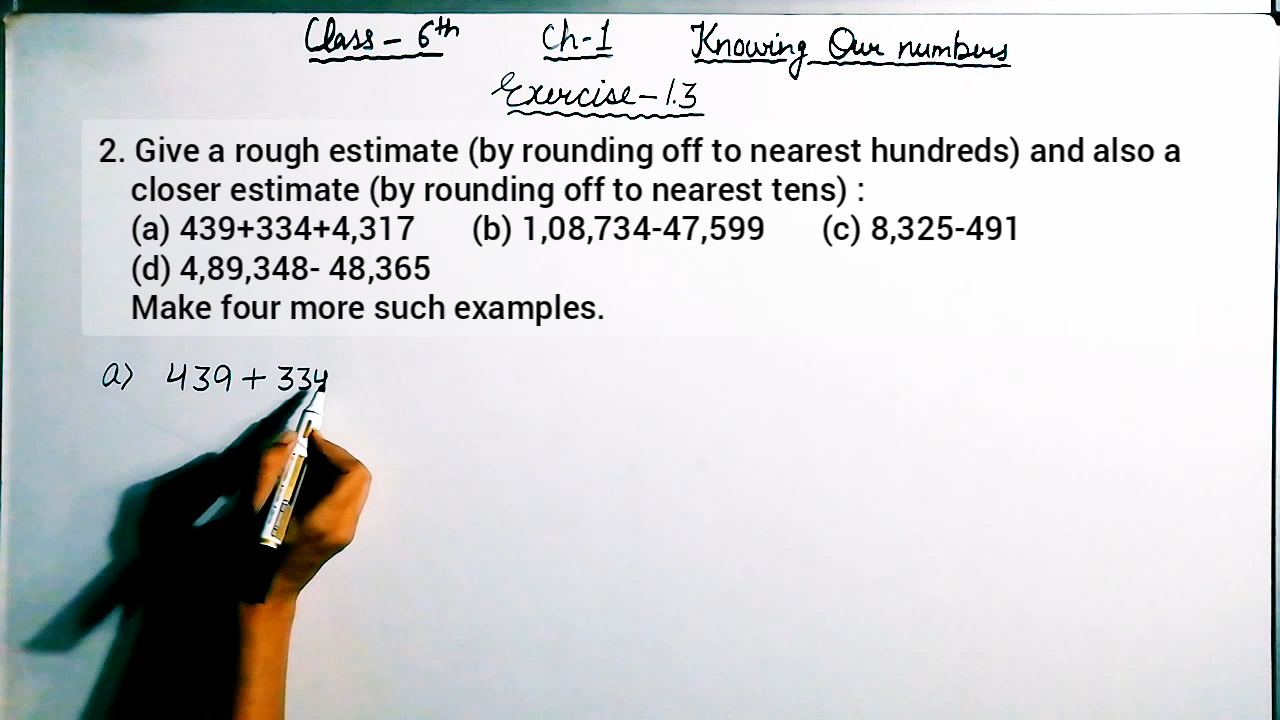 Class - 6th Ch-1 Knowing Our numbers
Exercise - 1.3
2. Give a rough estimate (by rounding off to nearest hundreds) and also a
closer estimate (by rounding off to nearest tens) :
(a) 439+334+4,317 (b) 1,08,734-47,599 (c) 8,325-491
(d) 4,89,348- 48,365
Make four more such examples.
a) 439 + 334